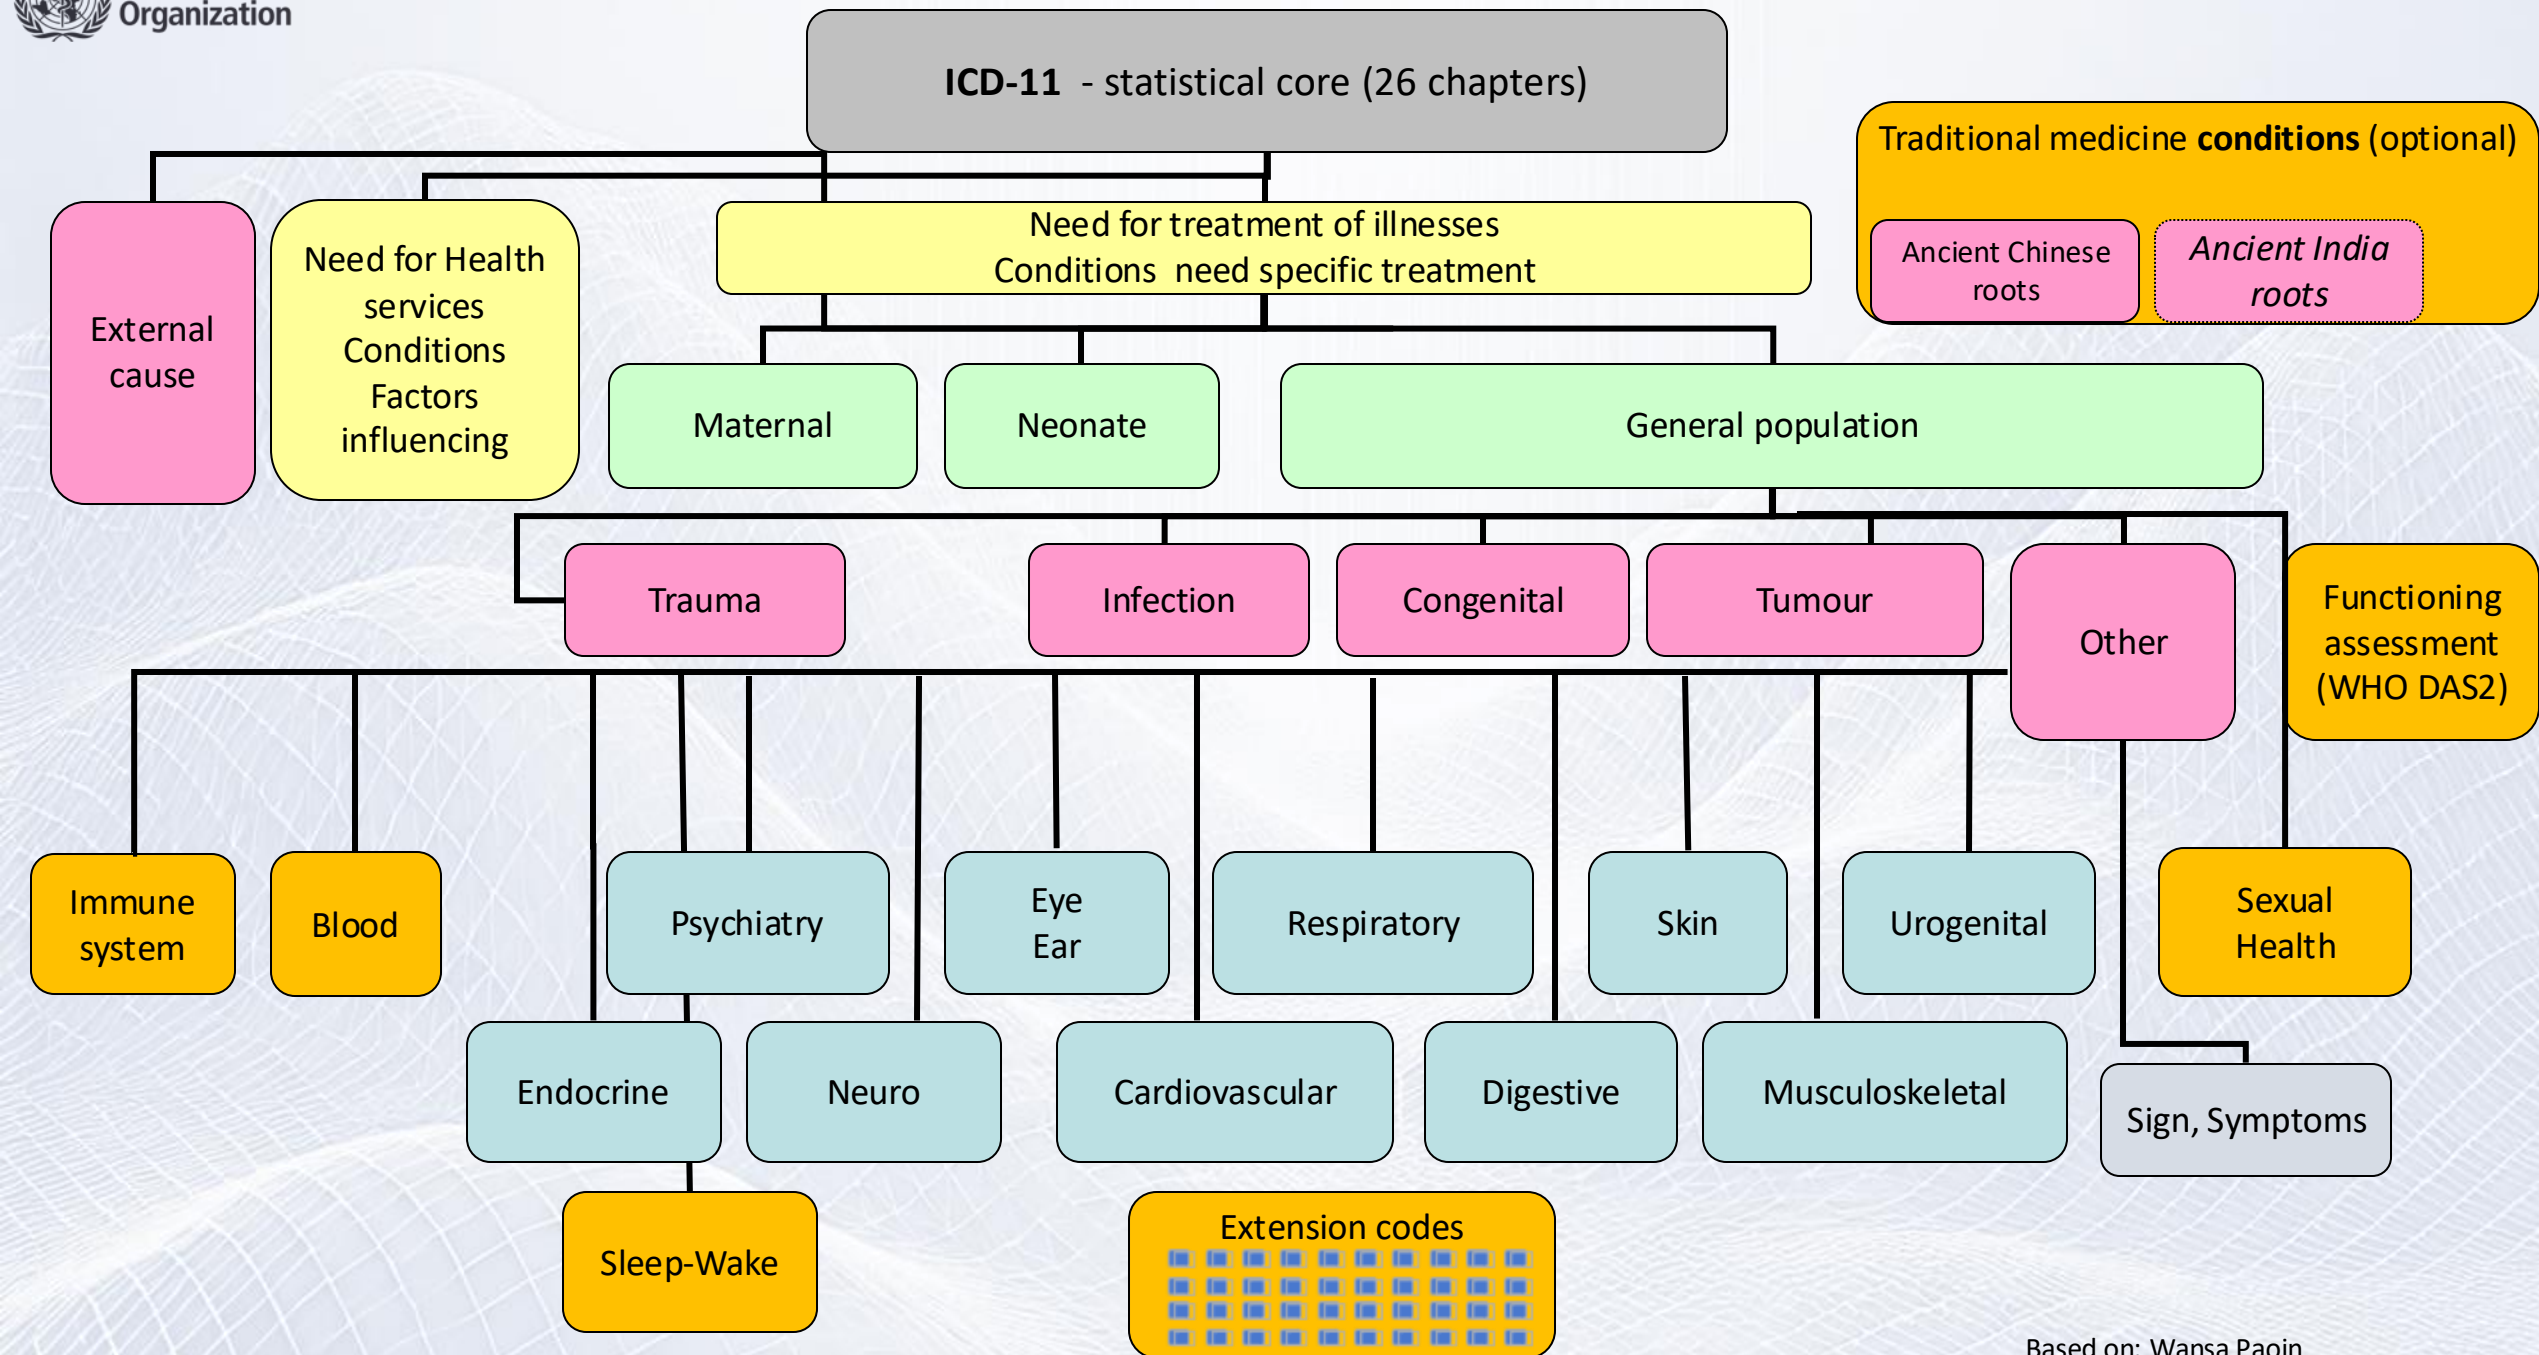 Organization
ICD-11 - statistical core (26 chapters)
Traditional medicine conditions (optional)
Ancient Chinese
roots
Ancient India
roots
External
cause
Need for Health
services
Conditions
Factors
influencing
Need for treatment of illnesses
Conditions need specific treatment
Maternal
Neonate
General population
Trauma
Infection
Congenital
Tumour
Other
Functioning
assessment
(WHO DAS2)
Immune
system
Blood
Psychiatry
Eye
Ear
Respiratory
Skin
Urogenital
Sexual
Health
Endocrine
Neuro
Cardiovascular
Digestive
Musculoskeletal
Sign, Symptoms
Sleep-Wake
Extension codes
Based on: Wansa Paoin